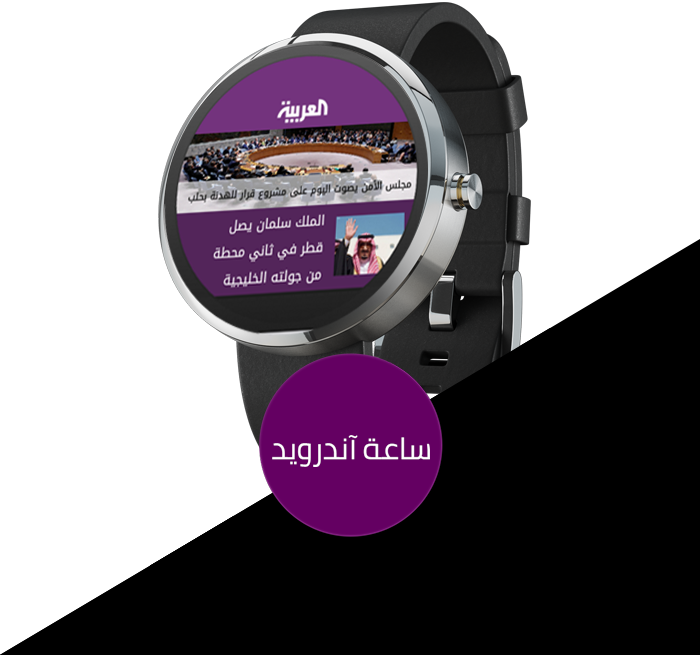 العربية
مجلس الأمن يصوت اليوم على مشروع قرار للهدنة بحلب
الملك سلمان يصل
قطر في ثاني محطة
من جولته الخليجية
ساعة آندرويد